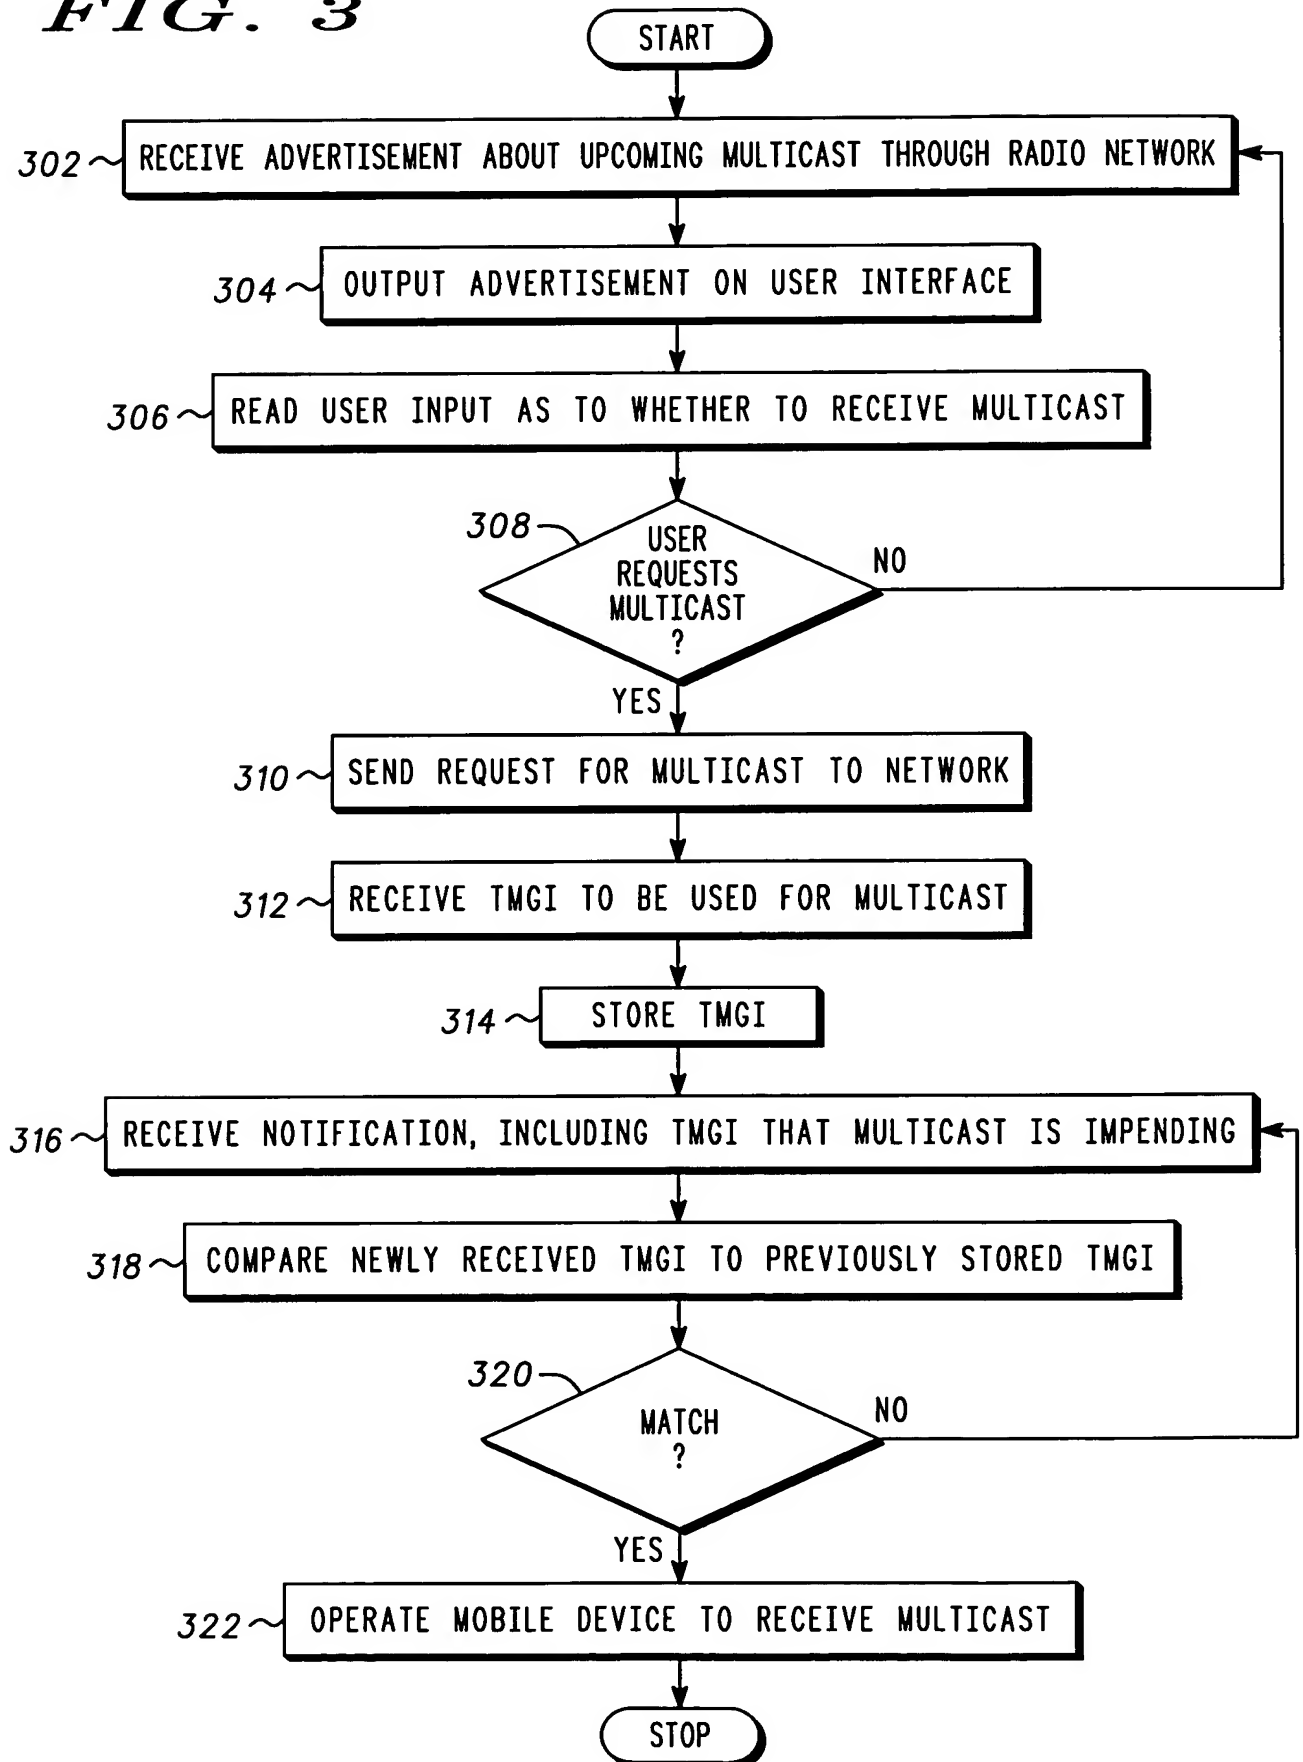 FIG. 3
START
302 RECEIVE ADVERTISEMENT ABOUT UPCOMING MULTICAST THROUGH RADIO NETWORK
304 OUTPUT ADVERTISEMENT ON USER INTERFACE
306 READ USER INPUT AS TO WHETHER TO RECEIVE MULTICAST
308
USER
REQUESTS
MULTICAST
?
NO
YES
310 SEND REQUEST FOR MULTICAST TO NETWORK
312 RECEIVE TMGI TO BE USED FOR MULTICAST
314 STORE TMGI
316 RECEIVE NOTIFICATION, INCLUDING TMGI THAT MULTICAST IS IMPENDING
318 COMPARE NEWLY RECEIVED TMGI TO PREVIOUSLY STORED TMGI
320
MATCH
?
NO
YES
322 OPERATE MOBILE DEVICE TO RECEIVE MULTICAST
STOP